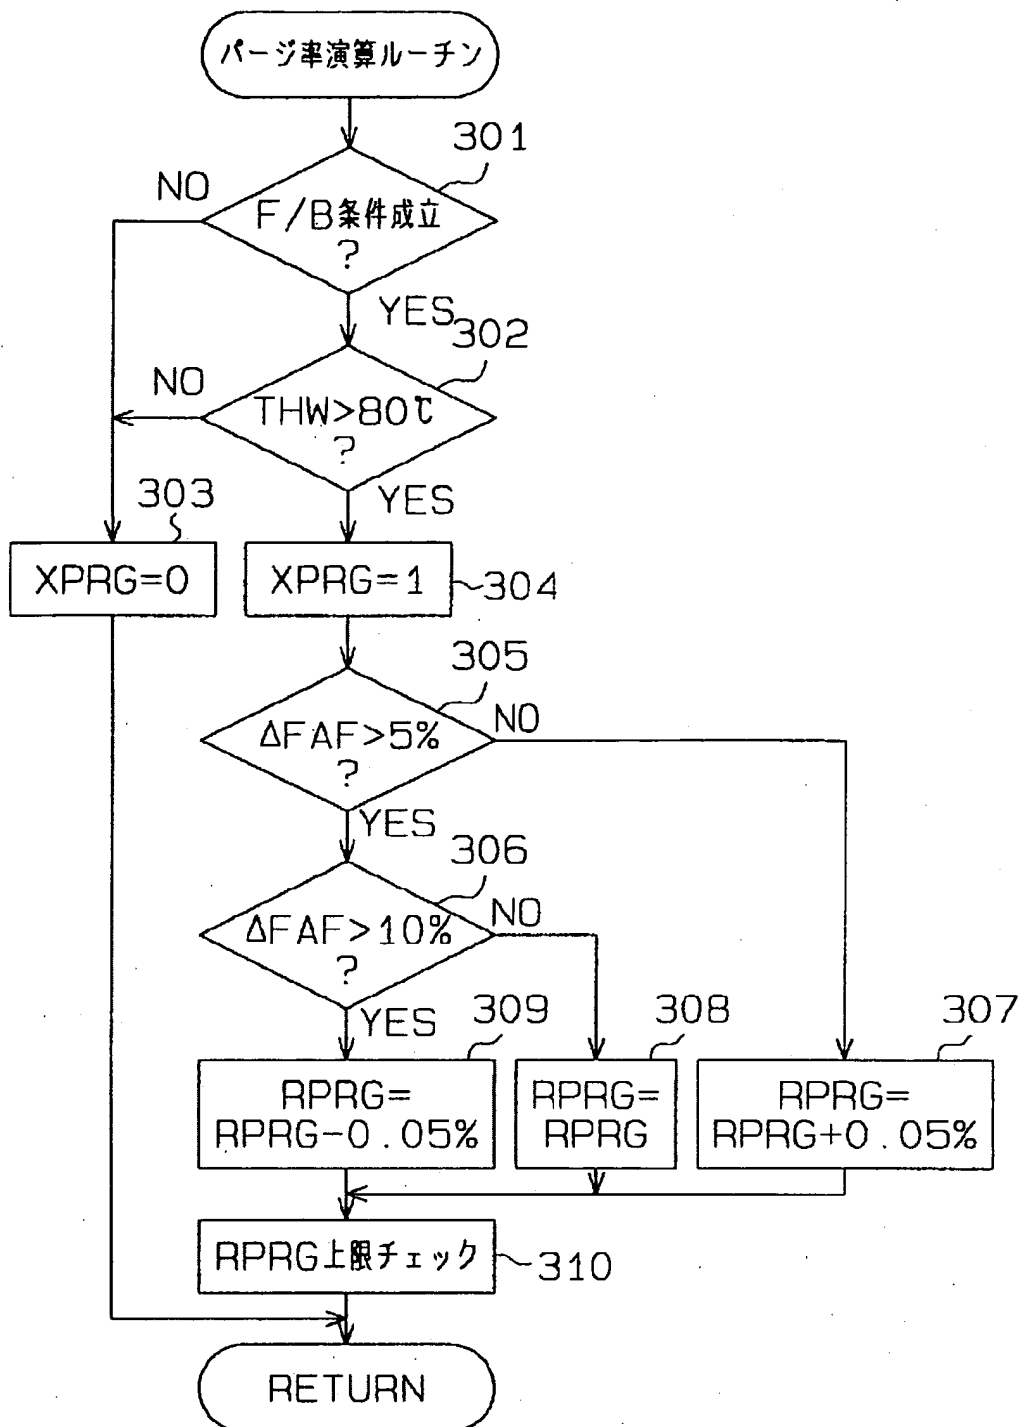 パージ率演算ルーチン
301
NO
F/B条件成立
?
YES
302
NO
THW>80℃
?
YES
303
XPRG=0
XPRG=1
304
305
NO
ΔFAF>5%
?
YES
306
NO
ΔFAF>10%
?
YES
309
308
307
RPRG=
RPRG-0.05%
RPRG=
RPRG
RPRG=
RPRG+0.05%
RPRG上限チェック
310
RETURN